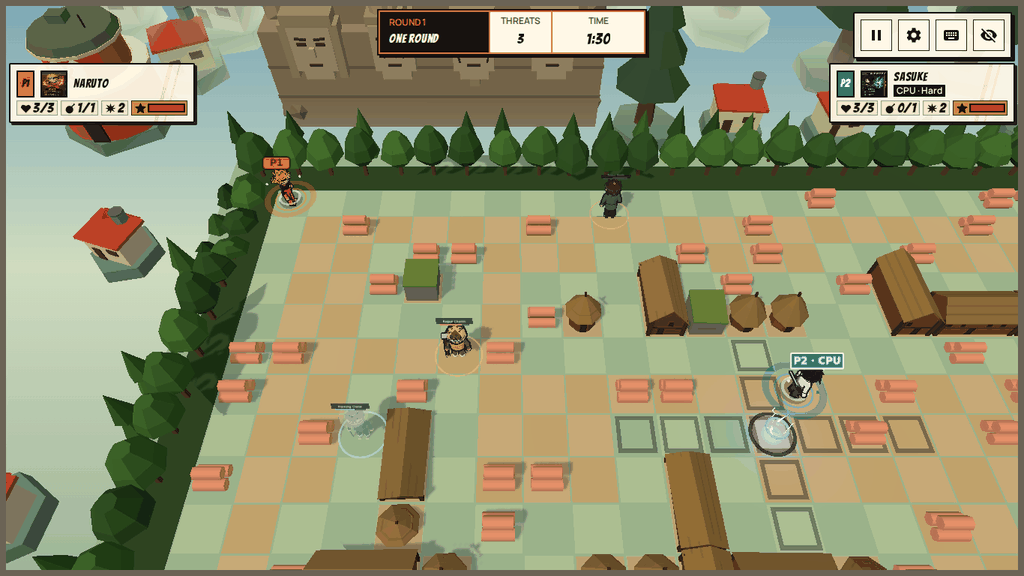 ROUND 1
ONE ROUND
THREATS
3
TIME
1:30
P1
NARUTO
3/3
1/1
2
P2
SASUKE
CPU·Hard
3/3
0/1
2
P1
P2 · CPU